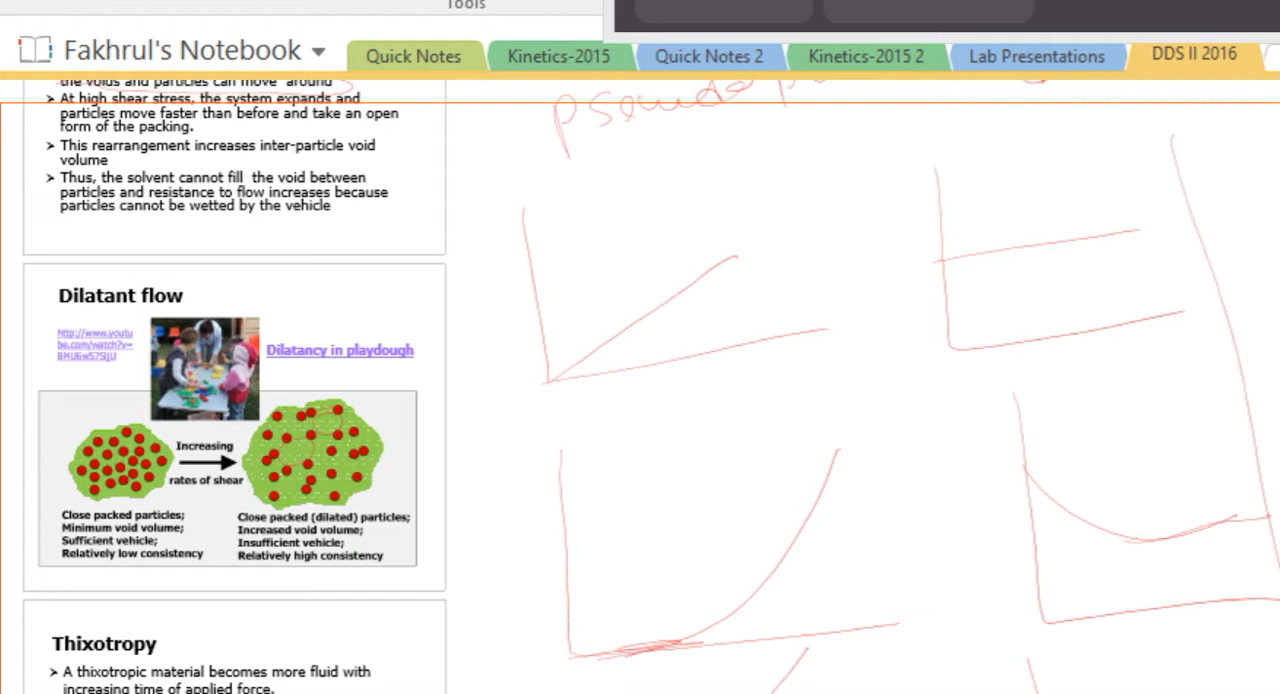 Tools
Fakhrul's Notebook
Quick Notes
Kinetics-2015
Quick Notes 2
Kinetics-2015 2
Lab Presentations
DDS II 2016
the voids and particles can move around
➤ At high shear stress, the system expands and
particles move faster than before and take an open
form of the packing.
➤ This rearrangement increases inter-particle void
volume
➤ Thus, the solvent cannot fill the void between
particles and resistance to flow increases because
particles cannot be wetted by the vehicle
Dilatant flow
http://www.youtu
be.com/watch?v=
Dilatancy in playdough
Increasing
rates of shear
Close packed particles;
Minimum void volume;
Sufficient vehicle;
Relatively low consistency
Close packed (dilated) particles;
Increased void volume;
Insufficient vehicle;
Relatively high consistency
Thixotropy
➤ A thixotropic material becomes more fluid with
increasing time of applied force.